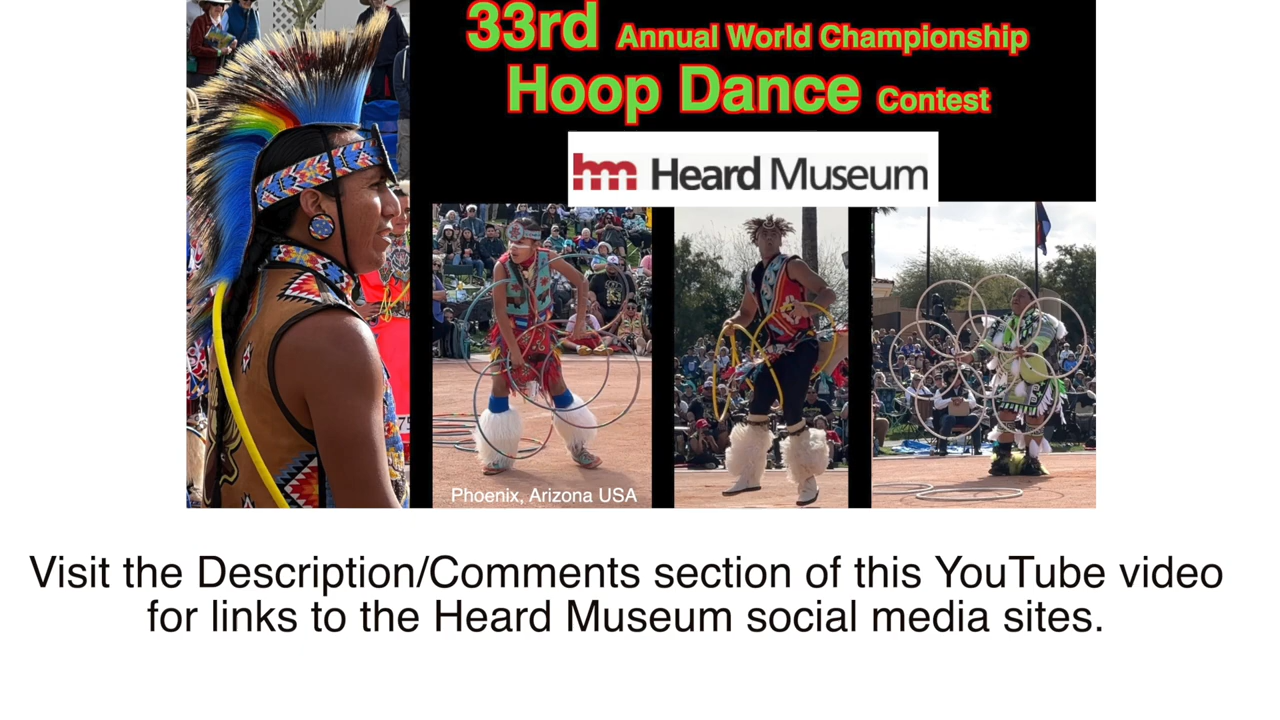 33rd Annual World Championship
Hoop Dance Contest
hm Heard Museum
Phoenix, Arizona USA
Visit the Description/Comments section of this YouTube video
for links to the Heard Museum social media sites.